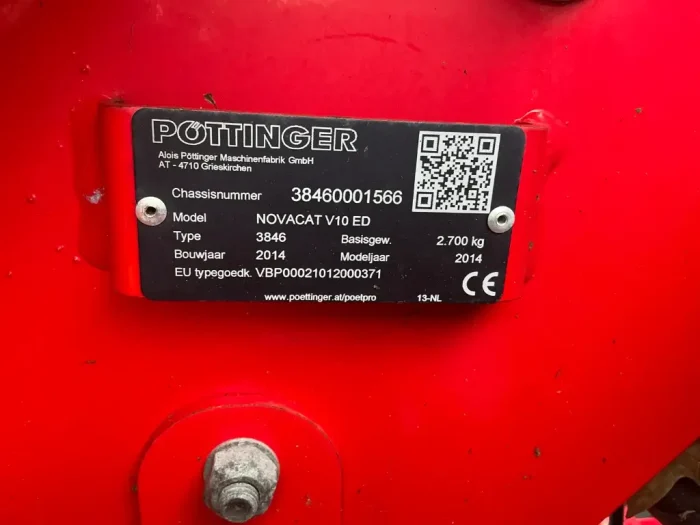 PÖTTINGER
Alois Pöttinger Maschinenfabrik GmbH
AT - 4710 Grieskirchen
Chassisnummer 38460001566
Model NOVACAT V10 ED
Type 3846 Basisgew. 2.700 kg
Bouwjaar 2014 Modeljaar 2014
EU typegoedk. VBP00021012000371
CE
www.poettinger.at/poetpro 13-NL